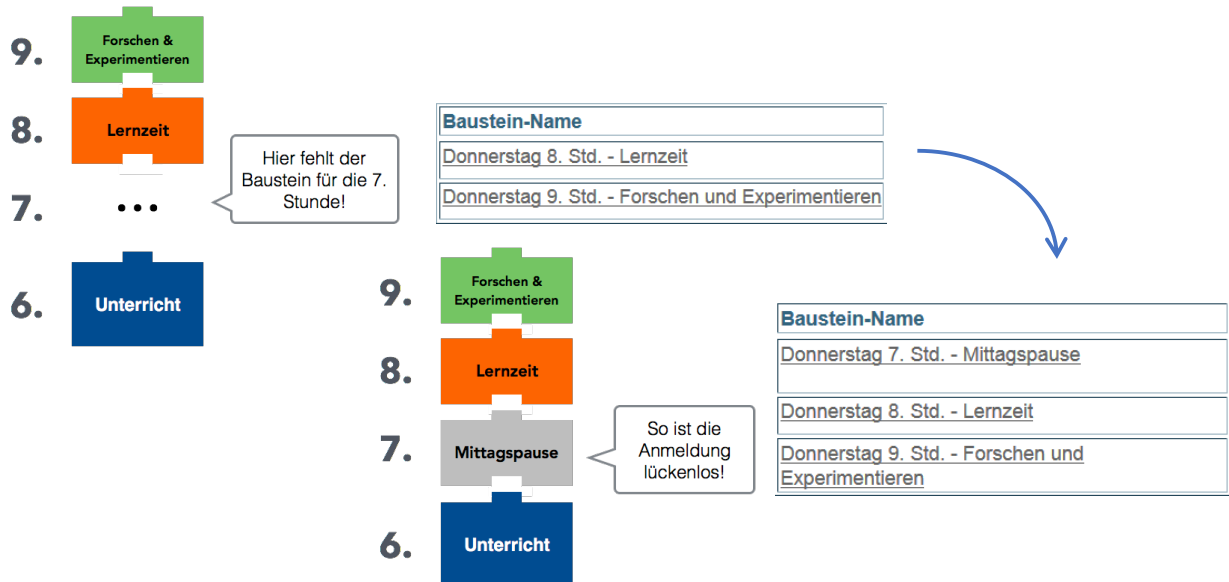 9.
Forschen &
Experimentieren
8.
Lernzeit
Hier fehlt der
Baustein für die 7.
Stunde!
7.
...
6.
Unterricht
Baustein-Name
Donnerstag 8. Std. - Lernzeit
Donnerstag 9. Std. - Forschen und Experimentieren
9.
Forschen &
Experimentieren
8.
Lernzeit
7.
Mittagspause
So ist die
Anmeldung
lückenlos!
6.
Unterricht
Baustein-Name
Donnerstag 7. Std. - Mittagspause
Donnerstag 8. Std. - Lernzeit
Donnerstag 9. Std. - Forschen und
Experimentieren